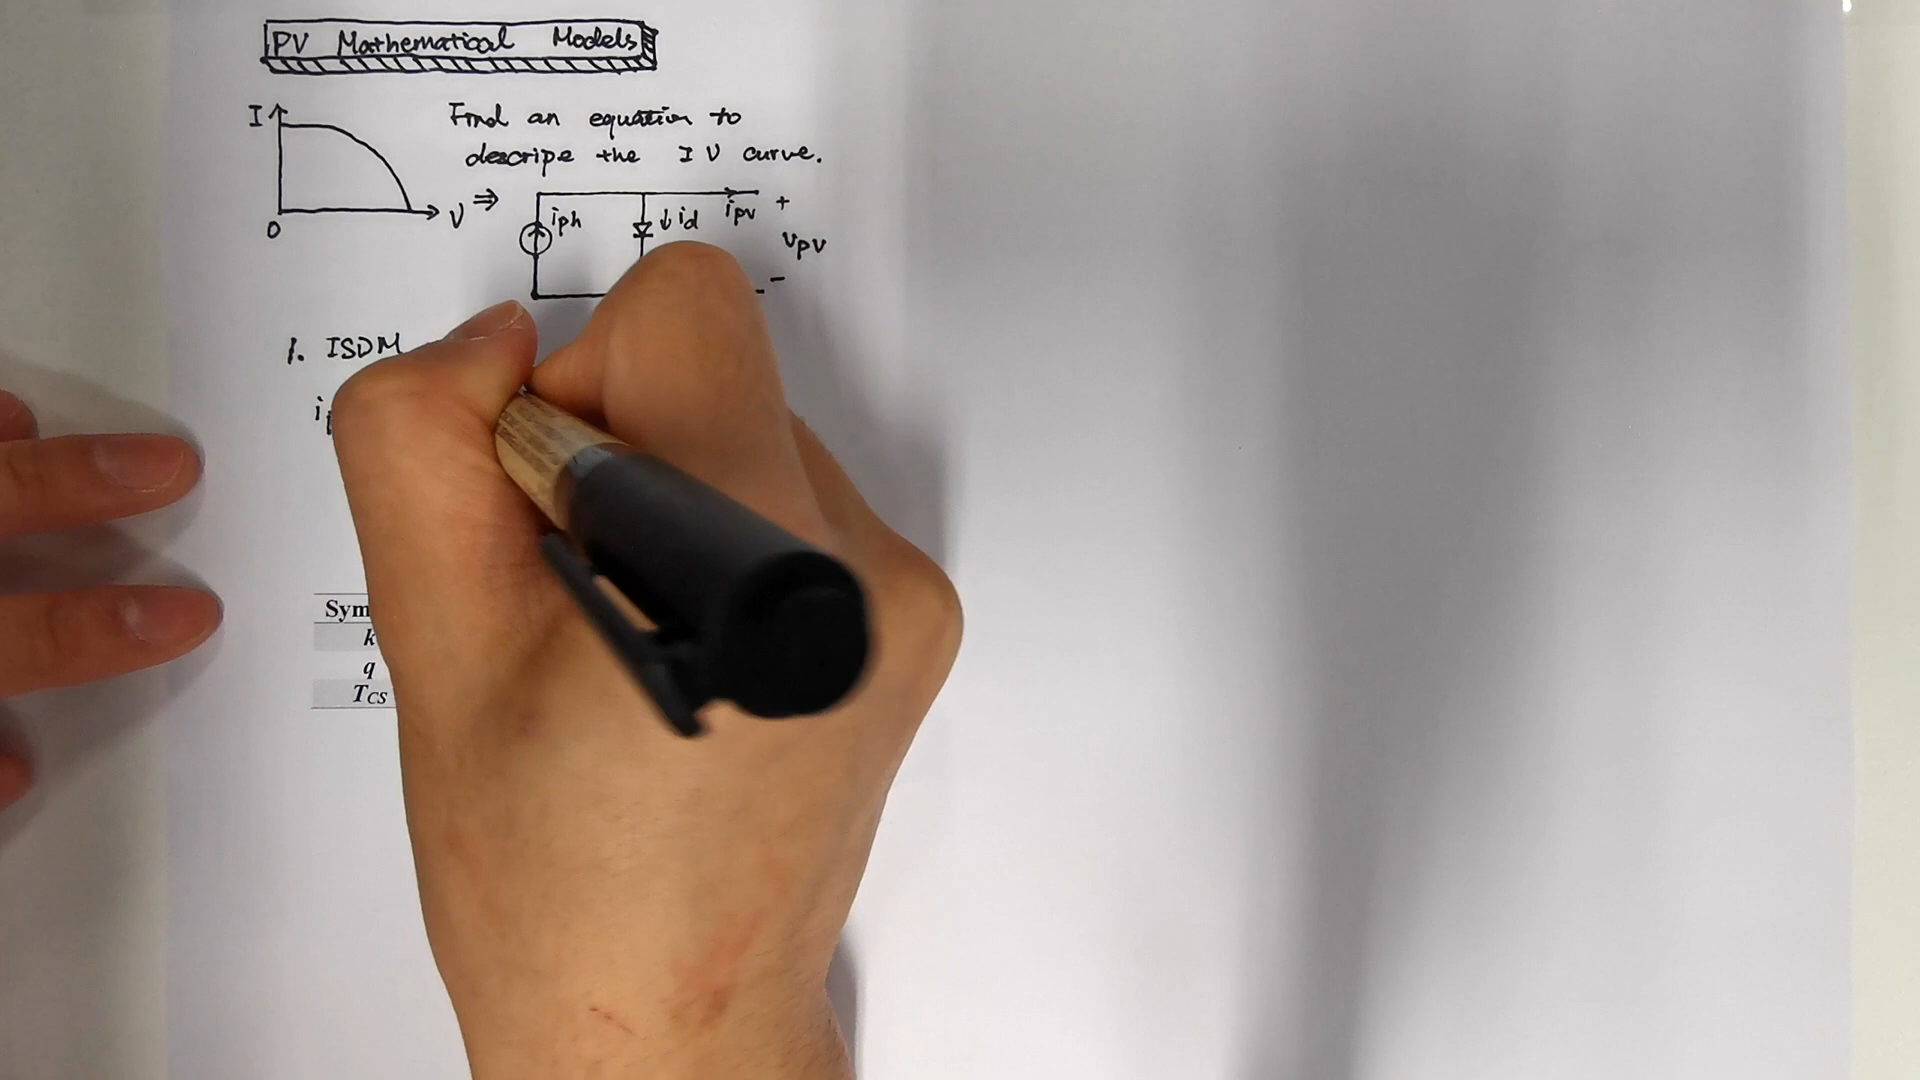 PV Mathematical Models
I
Find an equation to
descripe the I V curve.
V ⇒
0
iph
↓ id
ipv
+
vpv
-
1. ISDM
i
Sym
k
q
TCS